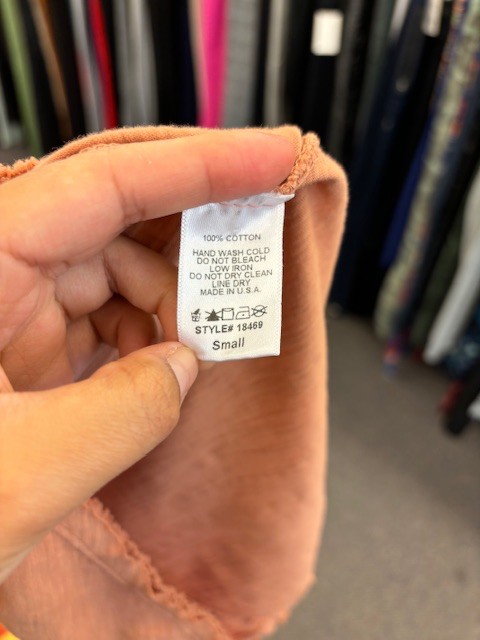 100% COTTON
HAND WASH COLD
DO NOT BLEACH
LOW IRON
DO NOT DRY CLEAN
LINE DRY
MADE IN U.S.A.
STYLE# 18469
Small